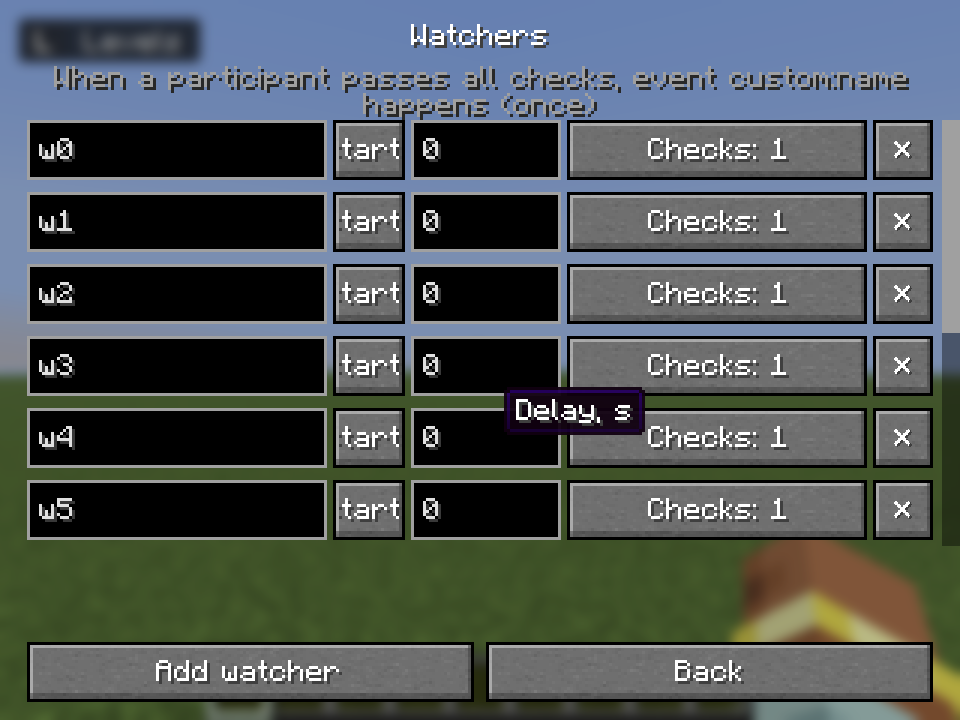 Watchers
When a participant passes all checks, event custom:name
happens (once)
w0 tart 0 Checks: 1 ×
w1 tart 0 Checks: 1 ×
w2 tart 0 Checks: 1 ×
w3 tart 0 Checks: 1 ×
Delay, s
w4 tart 0 Checks: 1 ×
w5 tart 0 Checks: 1 ×
Add watcher Back